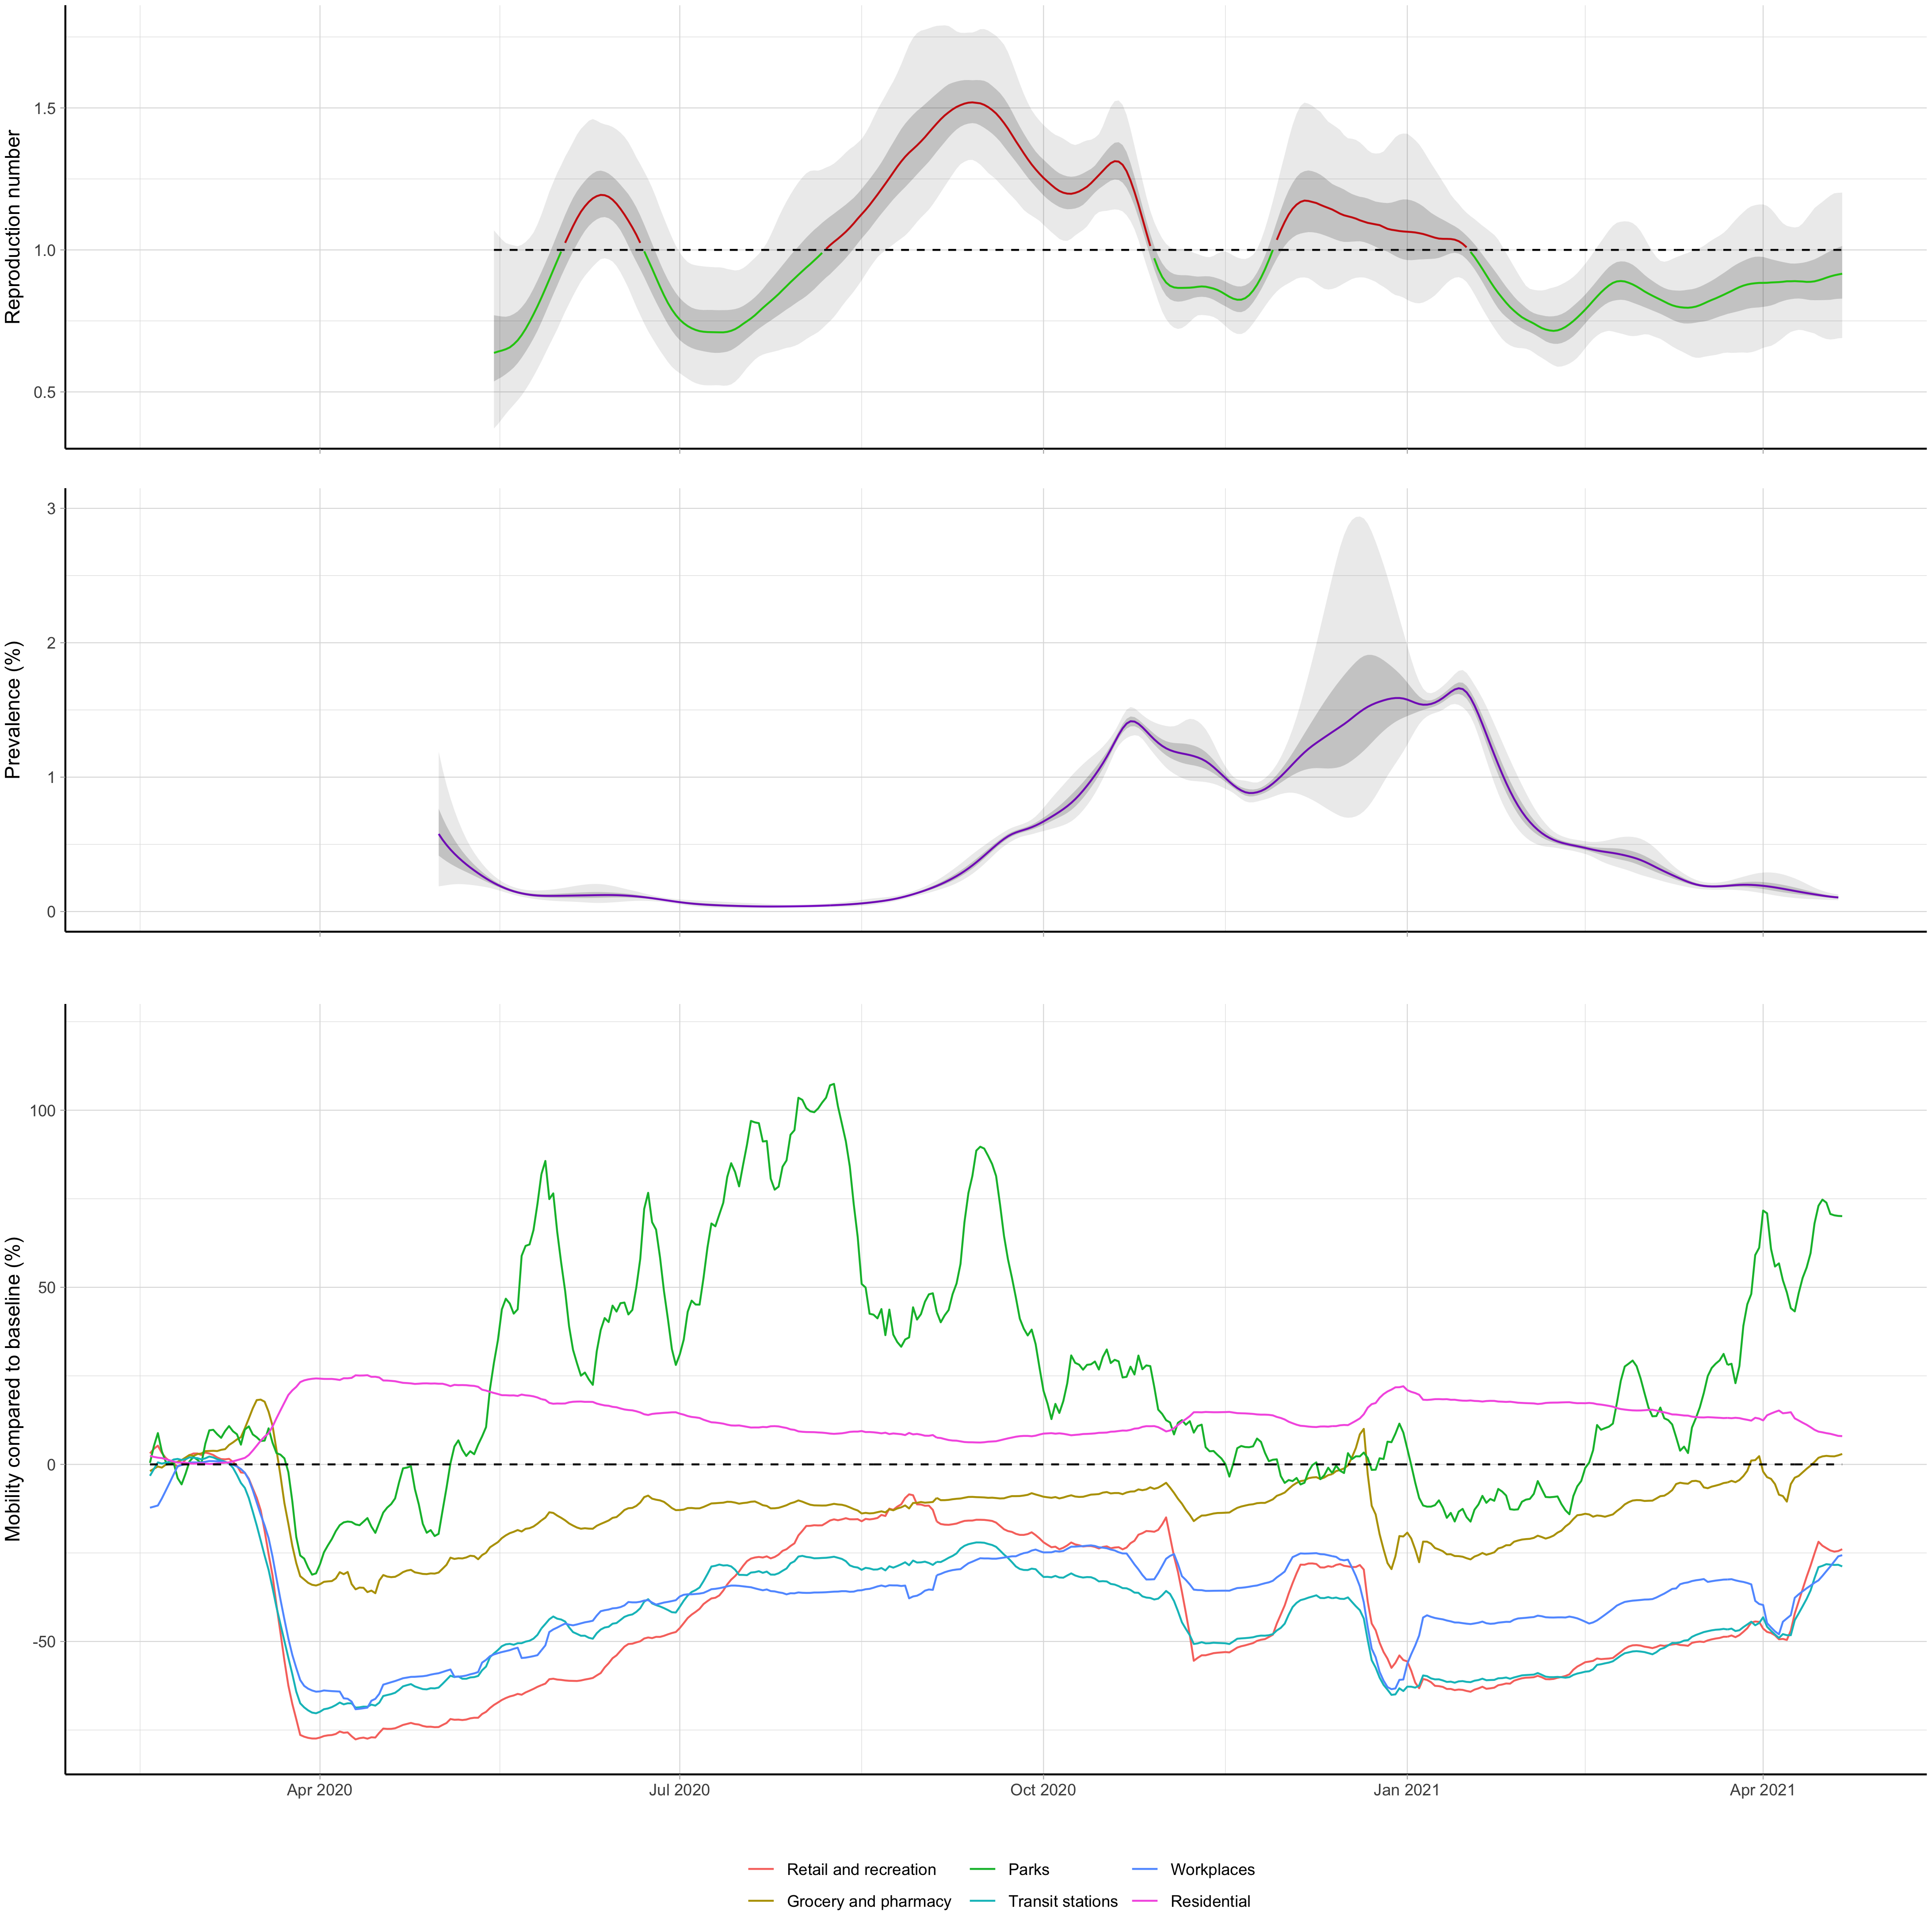 Reproduction number
1.5
1.0
0.5
Prevalence (%)
3
2
1
0
Mobility compared to baseline (%)
100
50
0
-50
Apr 2020 Jul 2020 Oct 2020 Jan 2021 Apr 2021
Retail and recreation Parks Workplaces
Grocery and pharmacy Transit stations Residential